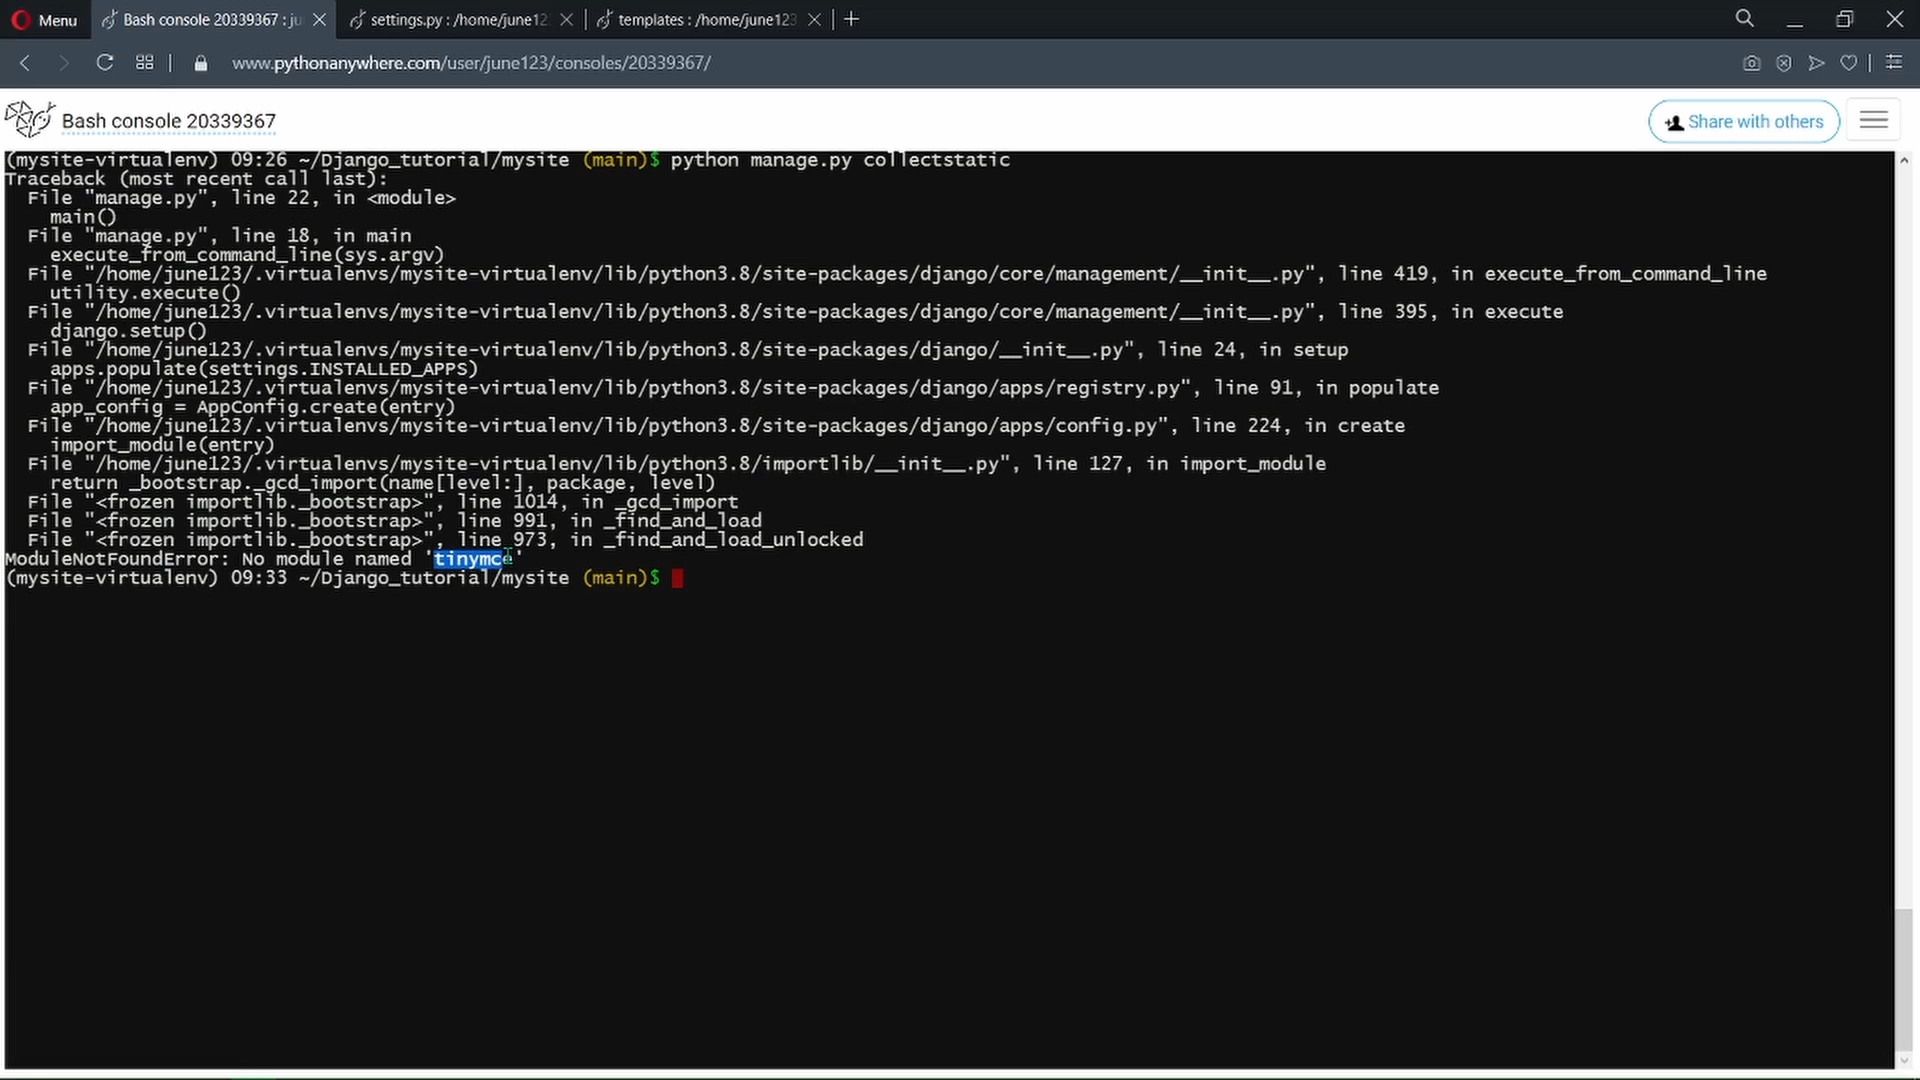 Menu
Bash console 20339367 : ju
settings.py : /home/june12
templates : /home/june123
www.pythonanywhere.com/user/june123/consoles/20339367/
Bash console 20339367
Share with others
(mysite-virtualenv) 09:26 ~/Django_tutorial/mysite (main)$ python manage.py collectstatic
Traceback (most recent call last):
  File "manage.py", line 22, in <module>
    main()
  File "manage.py", line 18, in main
    execute_from_command_line(sys.argv)
  File "/home/june123/.virtualenvs/mysite-virtualenv/lib/python3.8/site-packages/django/core/management/__init__.py", line 419, in execute_from_command_line
    utility.execute()
  File "/home/june123/.virtualenvs/mysite-virtualenv/lib/python3.8/site-packages/django/core/management/__init__.py", line 395, in execute
    django.setup()
  File "/home/june123/.virtualenvs/mysite-virtualenv/lib/python3.8/site-packages/django/__init__.py", line 24, in setup
    apps.populate(settings.INSTALLED_APPS)
  File "/home/june123/.virtualenvs/mysite-virtualenv/lib/python3.8/site-packages/django/apps/registry.py", line 91, in populate
    app_config = AppConfig.create(entry)
  File "/home/june123/.virtualenvs/mysite-virtualenv/lib/python3.8/site-packages/django/apps/config.py", line 224, in create
    import_module(entry)
  File "/home/june123/.virtualenvs/mysite-virtualenv/lib/python3.8/importlib/__init__.py", line 127, in import_module
    return _bootstrap._gcd_import(name[level:], package, level)
  File "<frozen importlib._bootstrap>", line 1014, in _gcd_import
  File "<frozen importlib._bootstrap>", line 991, in _find_and_load
  File "<frozen importlib._bootstrap>", line 973, in _find_and_load_unlocked
ModuleNotFoundError: No module named 'tinymce'
(mysite-virtualenv) 09:33 ~/Django_tutorial/mysite (main)$